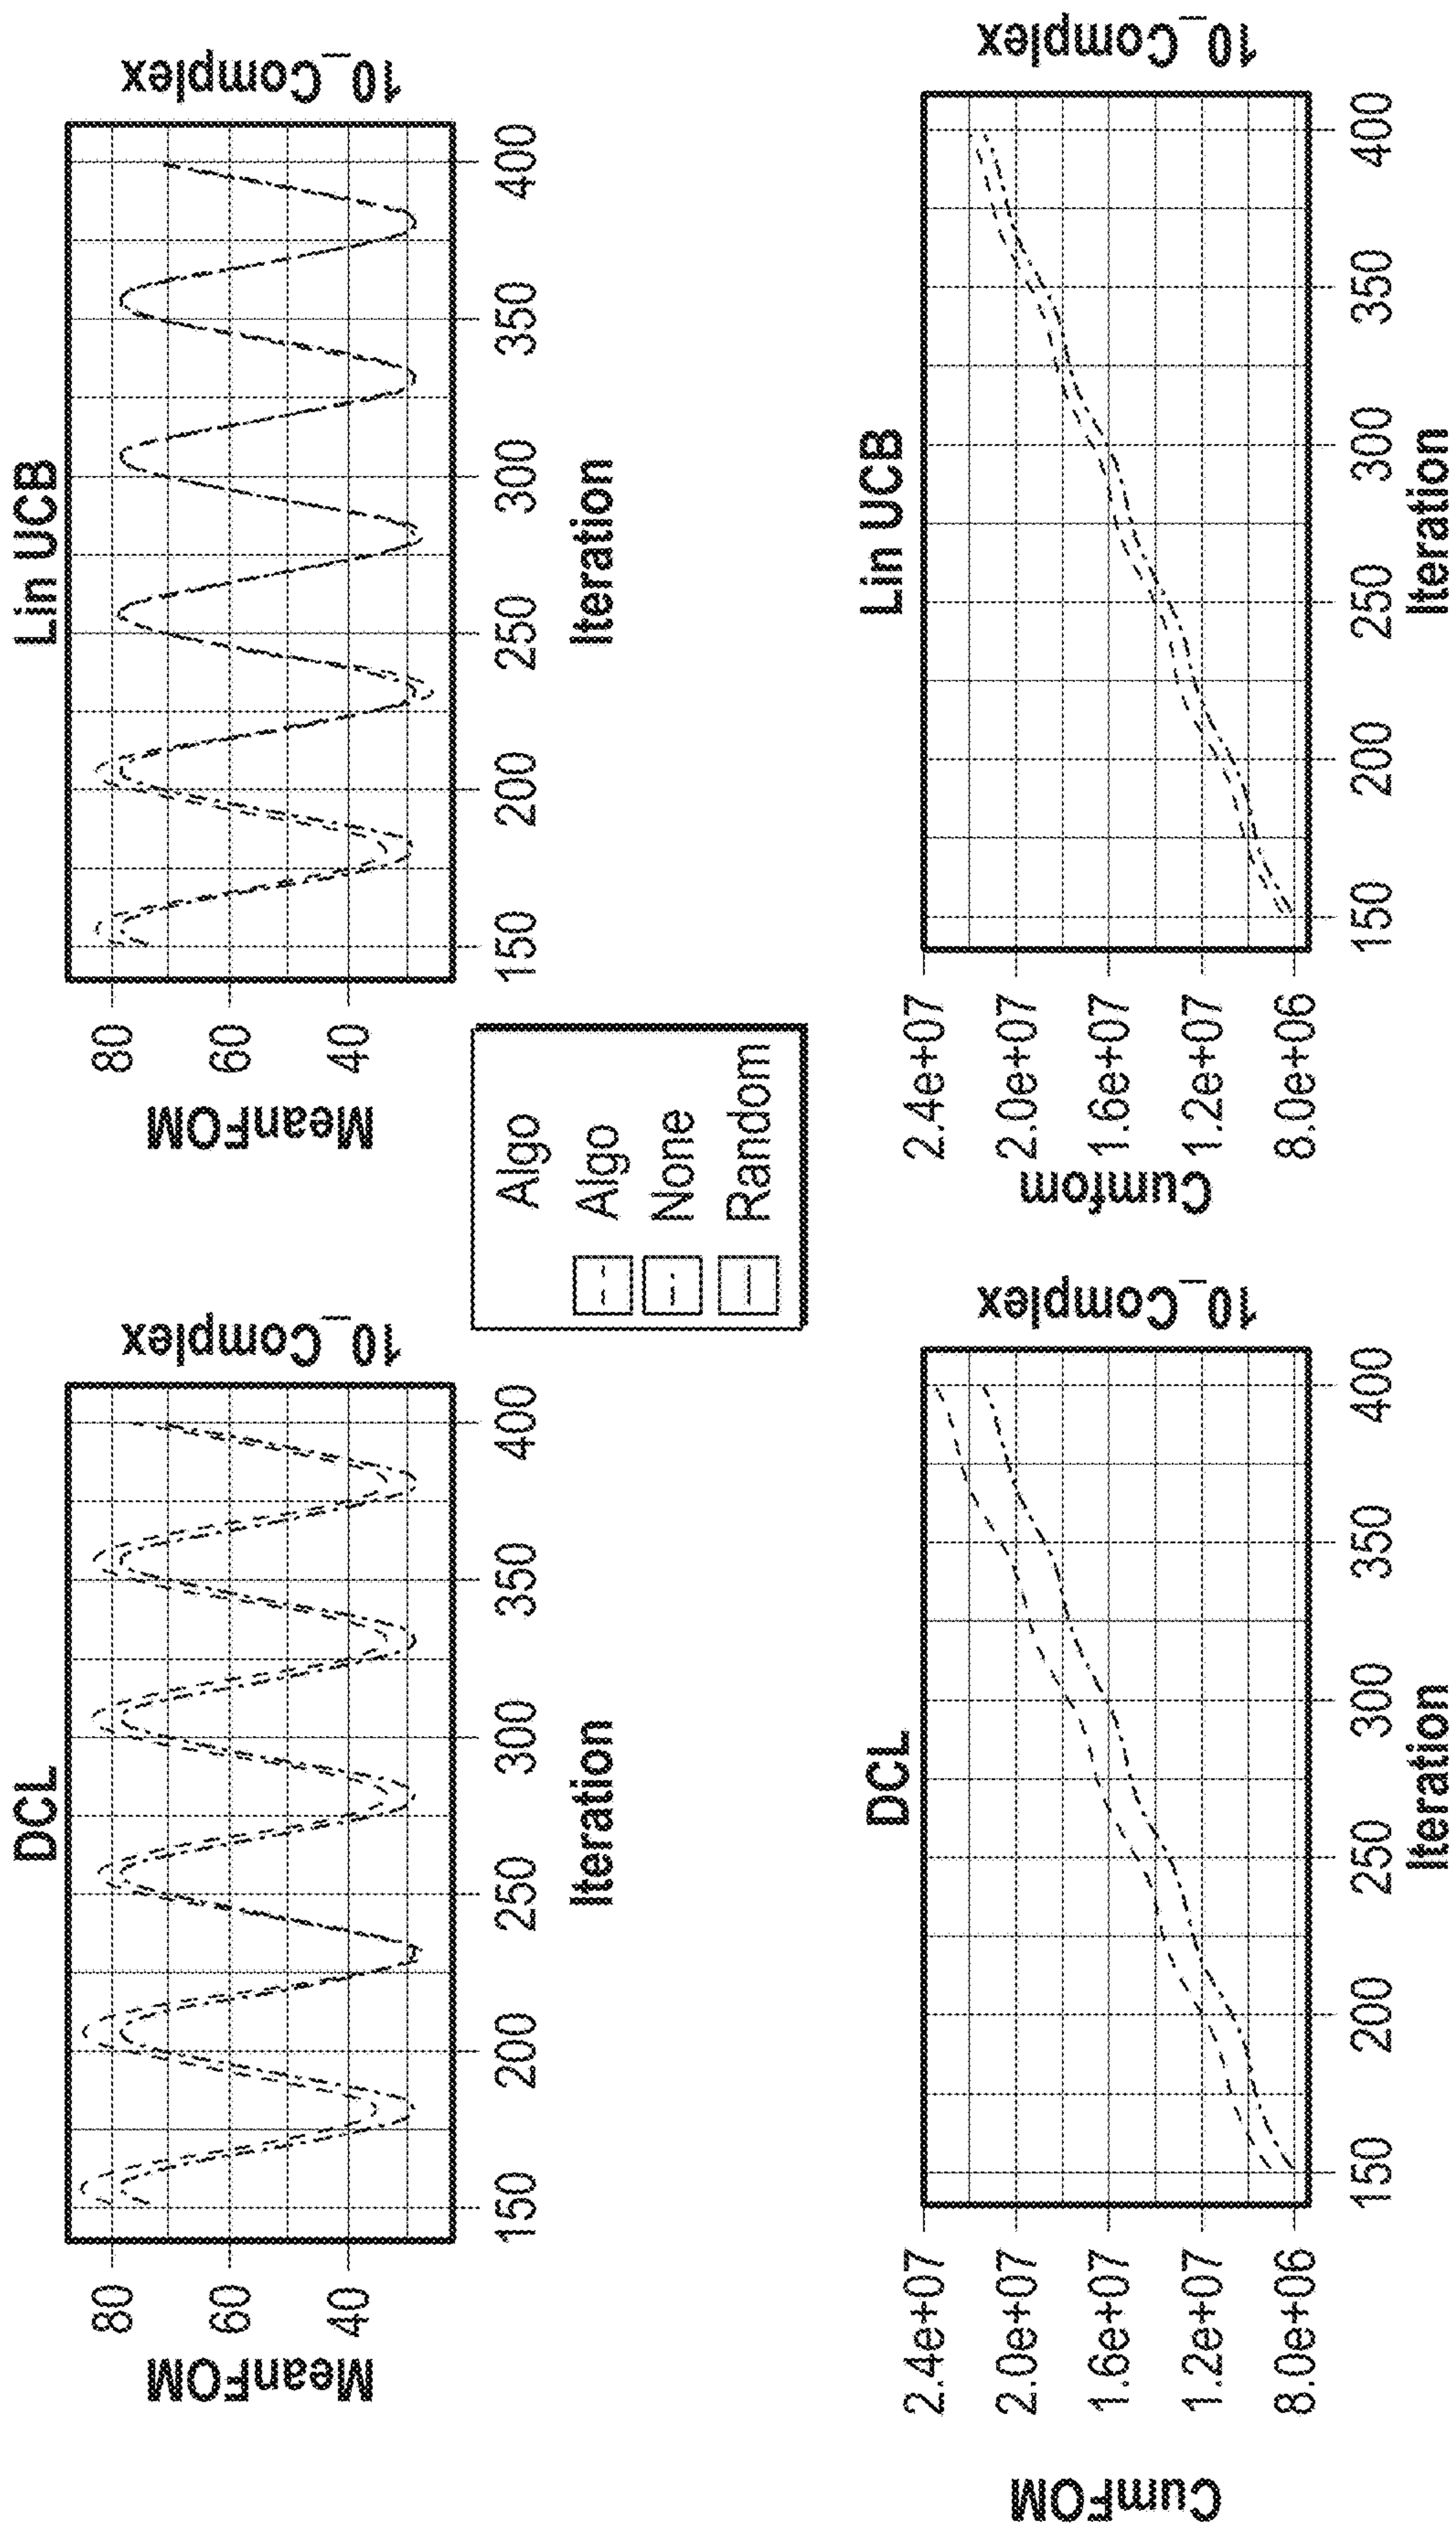 DCL
MeanFOM
80
60
40
150
200
250
300
350
400
Iteration
10_Complex
Lin UCB
MeanFOM
80
60
40
150
200
250
300
350
400
Iteration
10_Complex
Algo
Algo
None
Random
DCL
CumFOM
2.4e+07
2.0e+07
1.6e+07
1.2e+07
8.0e+06
150
200
250
300
350
400
Iteration
10_Complex
Lin UCB
Cumfom
2.4e+07
2.0e+07
1.6e+07
1.2e+07
8.0e+06
150
200
250
300
350
400
Iteration
10_Complex